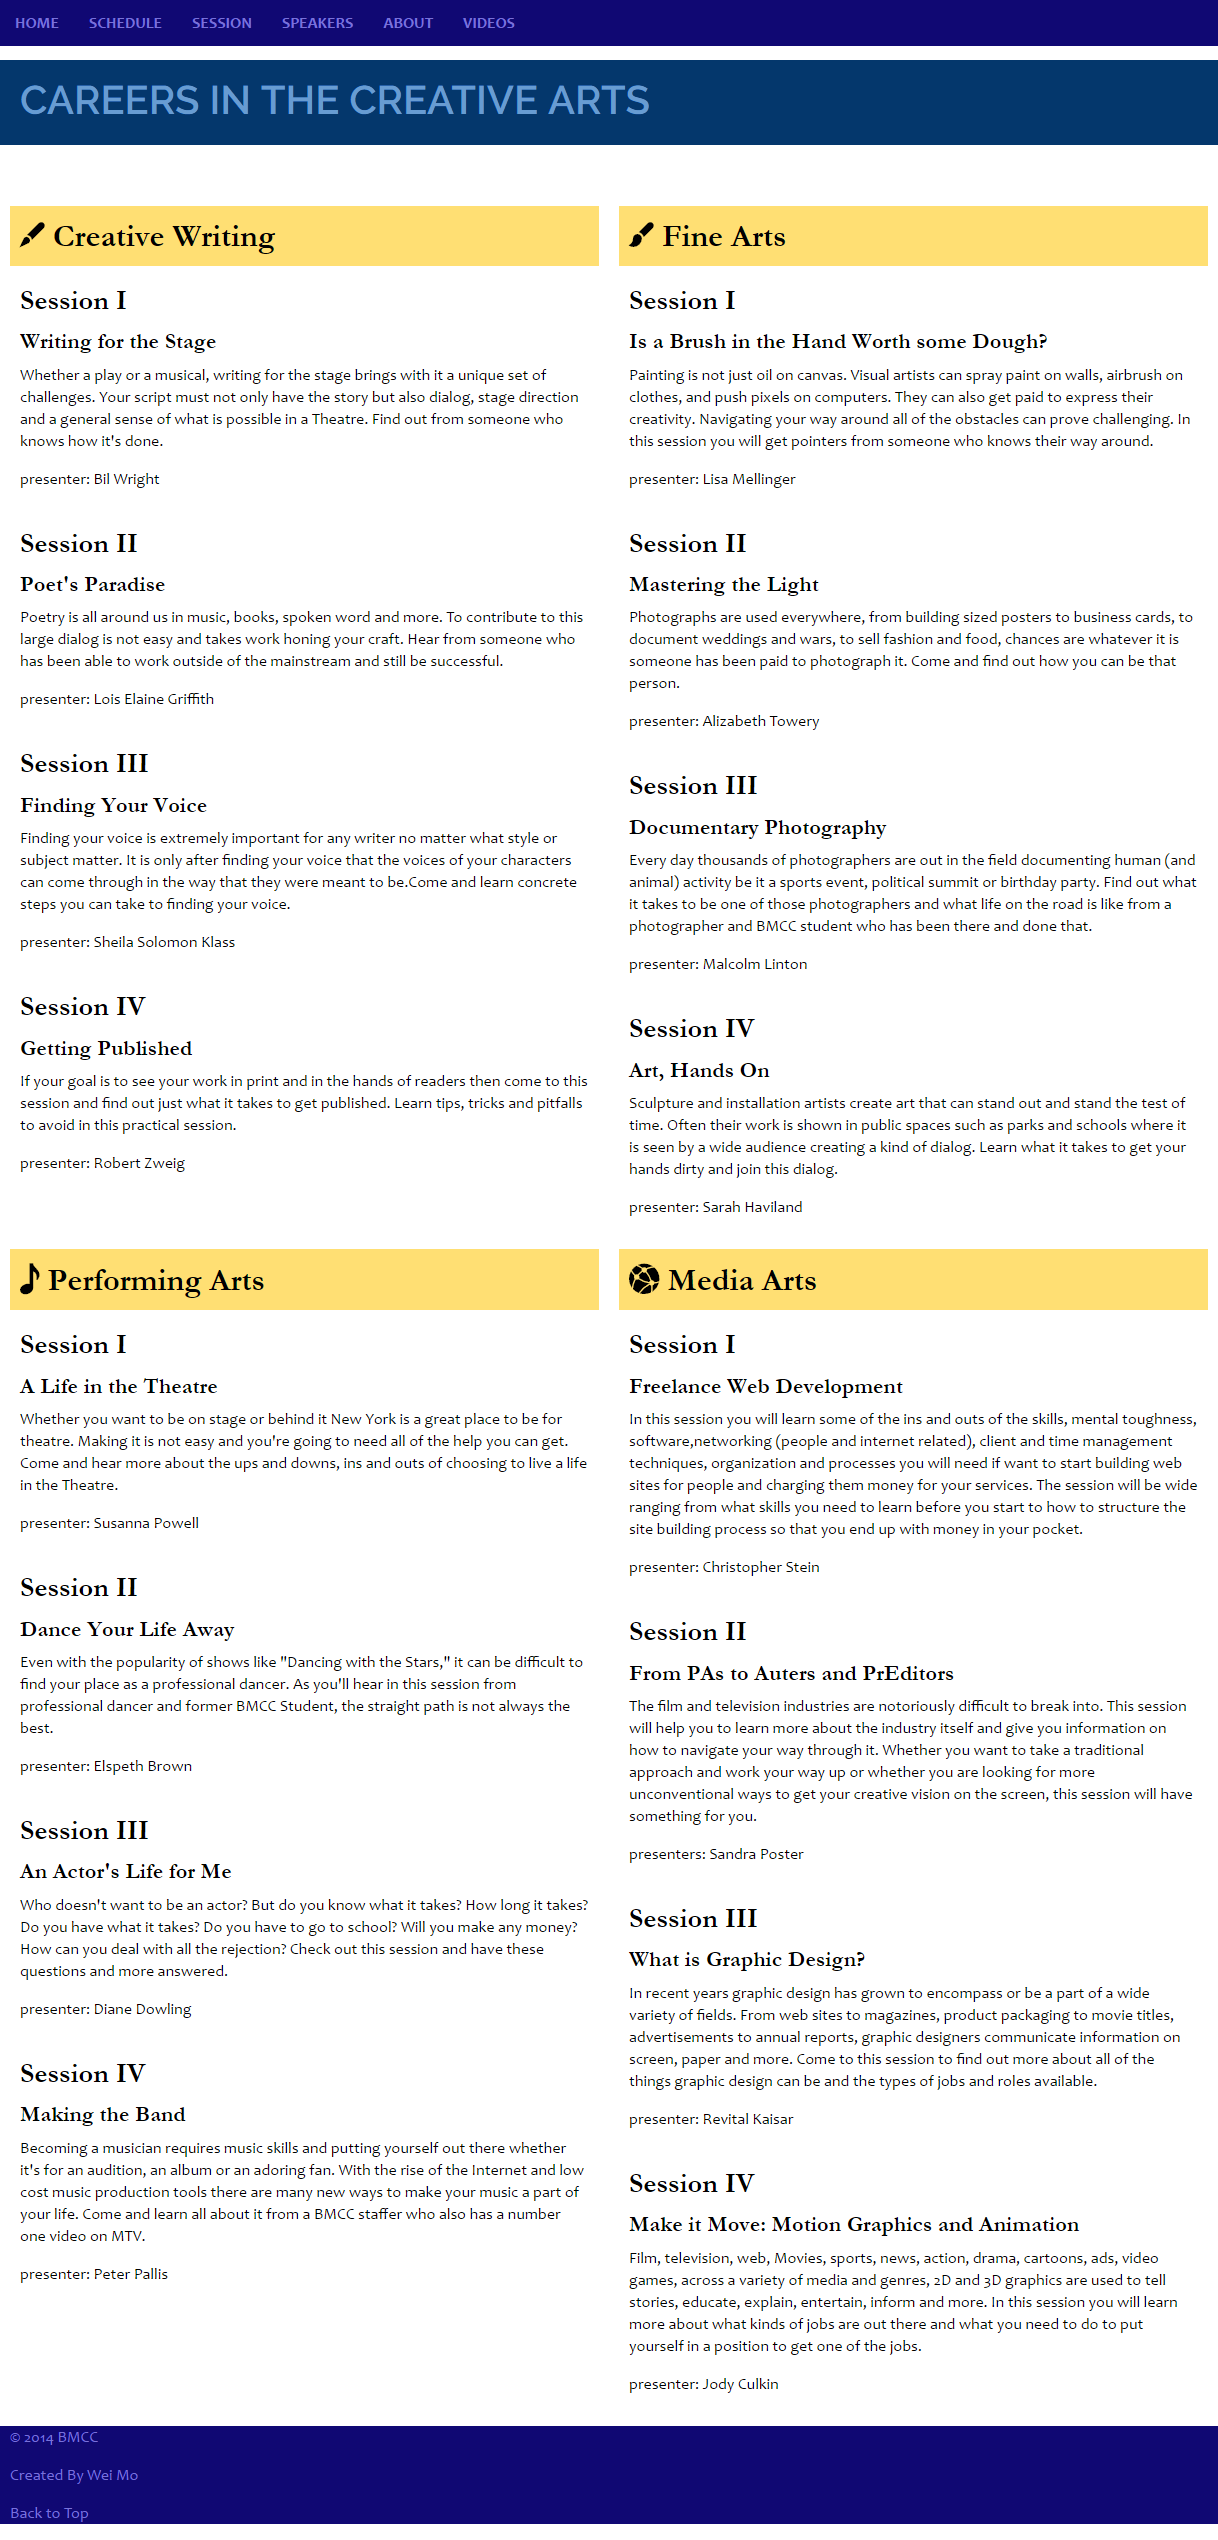 HOME SCHEDULE SESSION SPEAKERS ABOUT VIDEOS
CAREERS IN THE CREATIVE ARTS
Creative Writing
Session I
Writing for the Stage
Whether a play or a musical, writing for the stage brings with it a unique set of
challenges. Your script must not only have the story but also dialog, stage direction
and a general sense of what is possible in a Theatre. Find out from someone who
knows how it's done.
presenter: Bil Wright
Session II
Poet's Paradise
Poetry is all around us in music, books, spoken word and more. To contribute to this
large dialog is not easy and takes work honing your craft. Hear from someone who
has been able to work outside of the mainstream and still be successful.
presenter: Lois Elaine Griffith
Session III
Finding Your Voice
Finding your voice is extremely important for any writer no matter what style or
subject matter. It is only after finding your voice that the voices of your characters
can come through in the way that they were meant to be.Come and learn concrete
steps you can take to finding your voice.
presenter: Sheila Solomon Klass
Session IV
Getting Published
If your goal is to see your work in print and in the hands of readers then come to this
session and find out just what it takes to get published. Learn tips, tricks and pitfalls
to avoid in this practical session.
presenter: Robert Zweig
Fine Arts
Session I
Is a Brush in the Hand Worth some Dough?
Painting is not just oil on canvas. Visual artists can spray paint on walls, airbrush on
clothes, and push pixels on computers. They can also get paid to express their
creativity. Navigating your way around all of the obstacles can prove challenging. In
this session you will get pointers from someone who knows their way around.
presenter: Lisa Mellinger
Session II
Mastering the Light
Photographs are used everywhere, from building sized posters to business cards, to
document weddings and wars, to sell fashion and food, chances are whatever it is
someone has been paid to photograph it. Come and find out how you can be that
person.
presenter: Alizabeth Towery
Session III
Documentary Photography
Every day thousands of photographers are out in the field documenting human (and
animal) activity be it a sports event, political summit or birthday party. Find out what
it takes to be one of those photographers and what life on the road is like from a
photographer and BMCC student who has been there and done that.
presenter: Malcolm Linton
Session IV
Art, Hands On
Sculpture and installation artists create art that can stand out and stand the test of
time. Often their work is shown in public spaces such as parks and schools where it
is seen by a wide audience creating a kind of dialog. Learn what it takes to get your
hands dirty and join this dialog.
presenter: Sarah Haviland
Performing Arts
Session I
A Life in the Theatre
Whether you want to be on stage or behind it New York is a great place to be for
theatre. Making it is not easy and you're going to need all of the help you can get.
Come and hear more about the ups and downs, ins and outs of choosing to live a life
in the Theatre.
presenter: Susanna Powell
Session II
Dance Your Life Away
Even with the popularity of shows like "Dancing with the Stars," it can be difficult to
find your place as a professional dancer. As you'll hear in this session from
professional dancer and former BMCC Student, the straight path is not always the
best.
presenter: Elspeth Brown
Session III
An Actor's Life for Me
Who doesn't want to be an actor? But do you know what it takes? How long it takes?
Do you have what it takes? Do you have to go to school? Will you make any money?
How can you deal with all the rejection? Check out this session and have these
questions and more answered.
presenter: Diane Dowling
Session IV
Making the Band
Becoming a musician requires music skills and putting yourself out there whether
it's for an audition, an album or an adoring fan. With the rise of the Internet and low
cost music production tools there are many new ways to make your music a part of
your life. Come and learn all about it from a BMCC staffer who also has a number
one video on MTV.
presenter: Peter Pallis
Media Arts
Session I
Freelance Web Development
In this session you will learn some of the ins and outs of the skills, mental toughness,
software,networking (people and internet related), client and time management
techniques, organization and processes you will need if want to start building web
sites for people and charging them money for your services. The session will be wide
ranging from what skills you need to learn before you start to how to structure the
site building process so that you end up with money in your pocket.
presenter: Christopher Stein
Session II
From PAs to Auters and PrEditors
The film and television industries are notoriously difficult to break into. This session
will help you to learn more about the industry itself and give you information on
how to navigate your way through it. Whether you want to take a traditional
approach and work your way up or whether you are looking for more
unconventional ways to get your creative vision on the screen, this session will have
something for you.
presenters: Sandra Poster
Session III
What is Graphic Design?
In recent years graphic design has grown to encompass or be a part of a wide
variety of fields. From web sites to magazines, product packaging to movie titles,
advertisements to annual reports, graphic designers communicate information on
screen, paper and more. Come to this session to find out more about all of the
things graphic design can be and the types of jobs and roles available.
presenter: Revital Kaisar
Session IV
Make it Move: Motion Graphics and Animation
Film, television, web, Movies, sports, news, action, drama, cartoons, ads, video
games, across a variety of media and genres, 2D and 3D graphics are used to tell
stories, educate, explain, entertain, inform and more. In this session you will learn
more about what kinds of jobs are out there and what you need to do to put
yourself in a position to get one of the jobs.
presenter: Jody Culkin
© 2014 BMCC
Created By Wei Mo
Back to Top